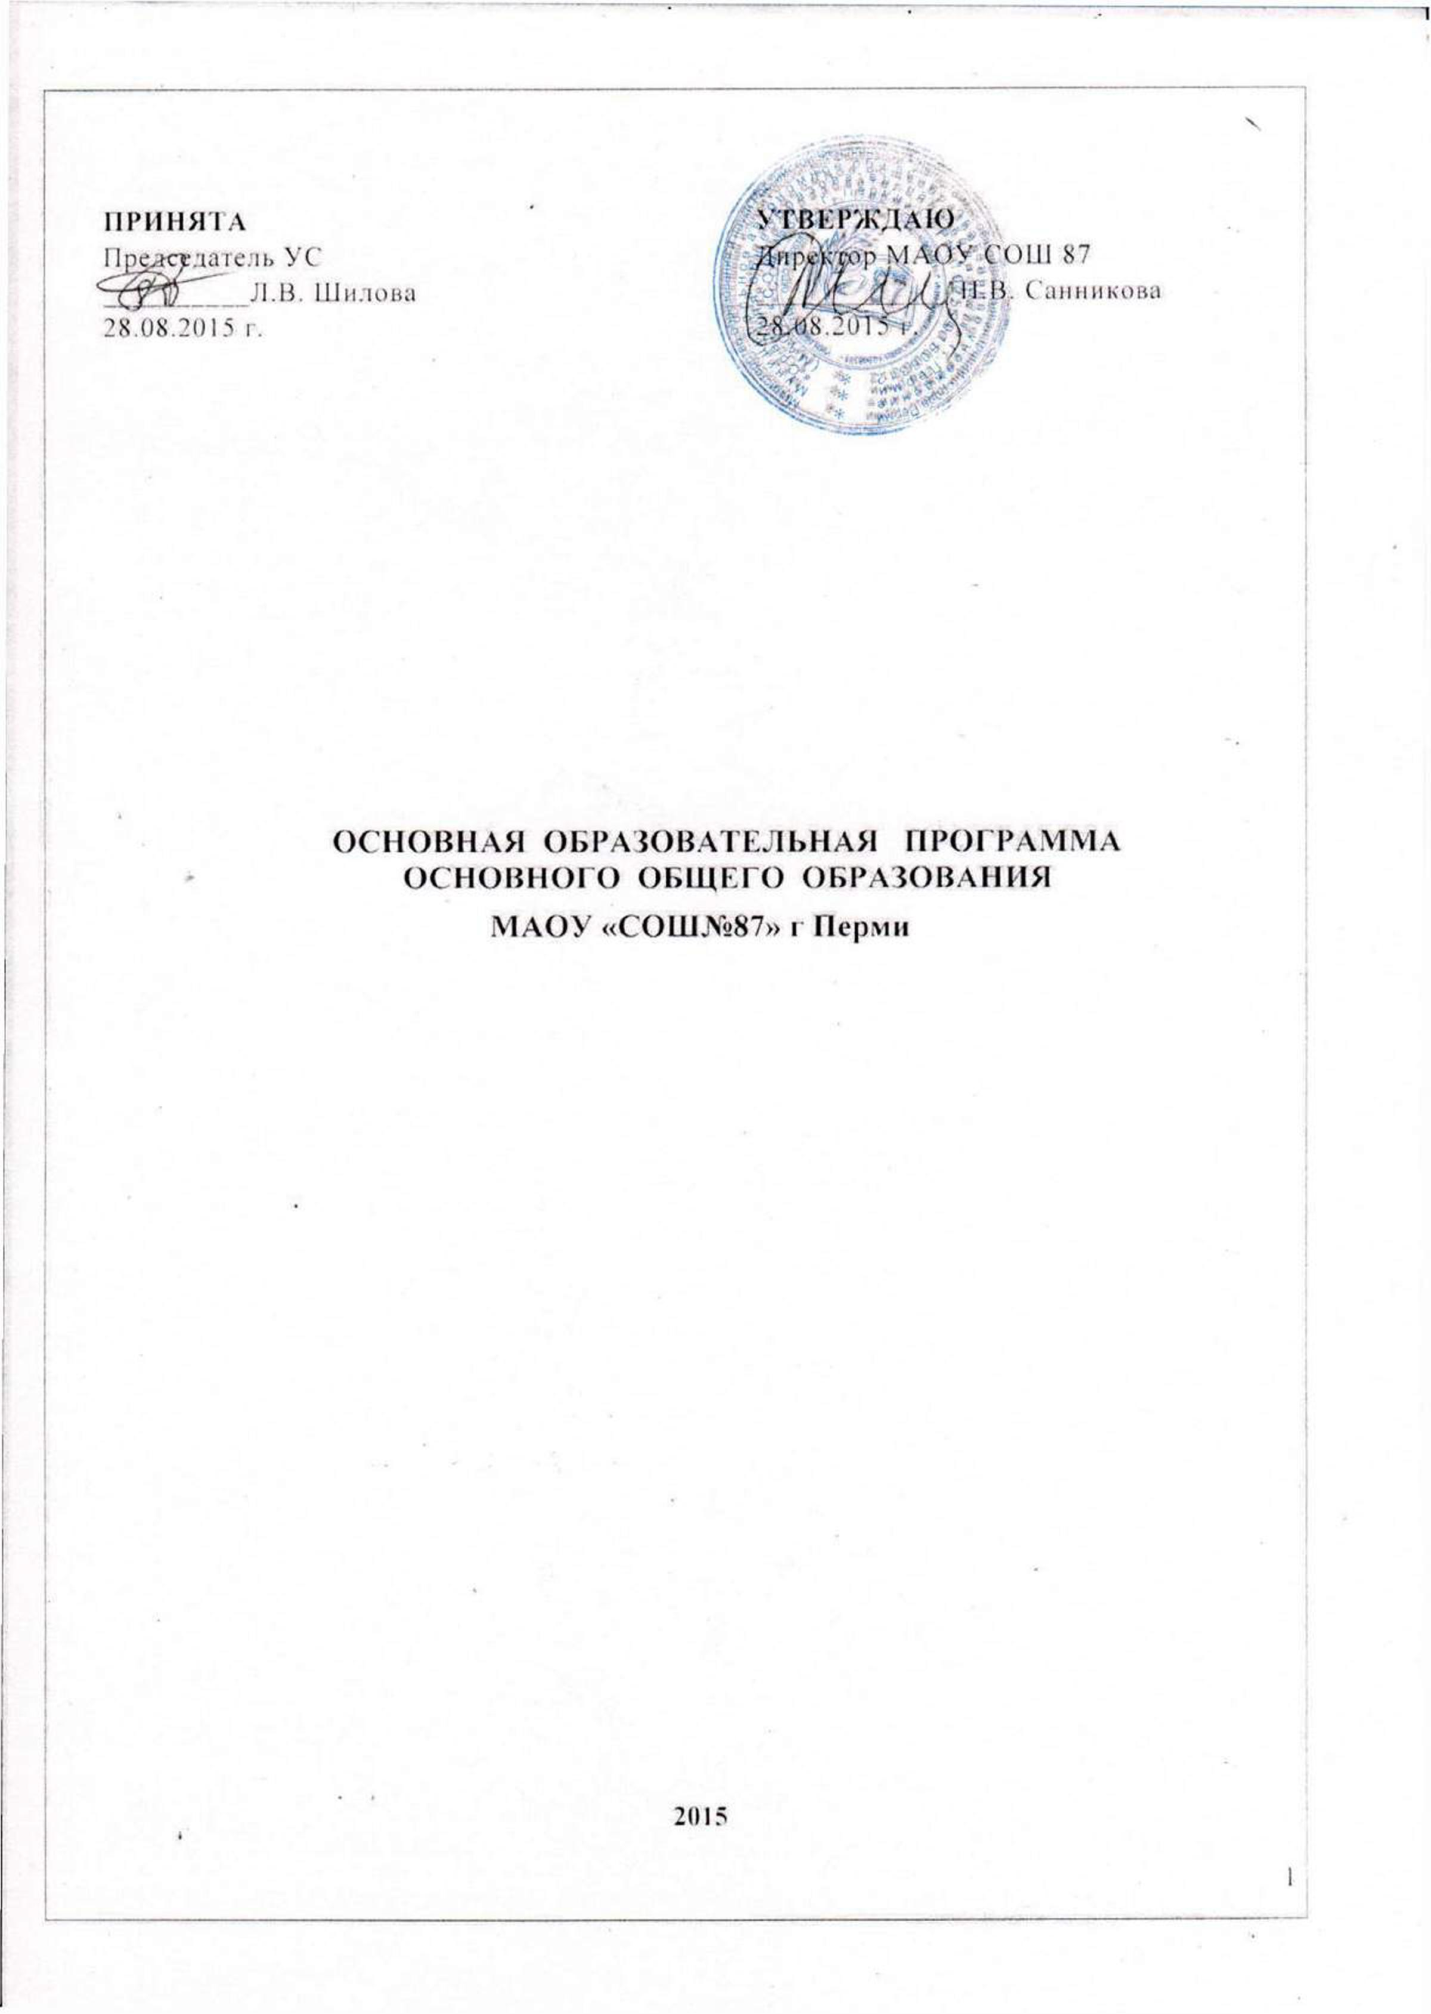 ПРИНЯТА
Председатель УС
Л.В. Шилова
28.08.2015 г.
УТВЕРЖДАЮ
Директор МАОУ СОШ 87
Санникова
28.08.2015 г.
ОСНОВНАЯ ОБРАЗОВАТЕЛЬНАЯ ПРОГРАММА
ОСНОВНОГО ОБЩЕГО ОБРАЗОВАНИЯ
МАОУ «СОШ№87» г Перми
2015
1